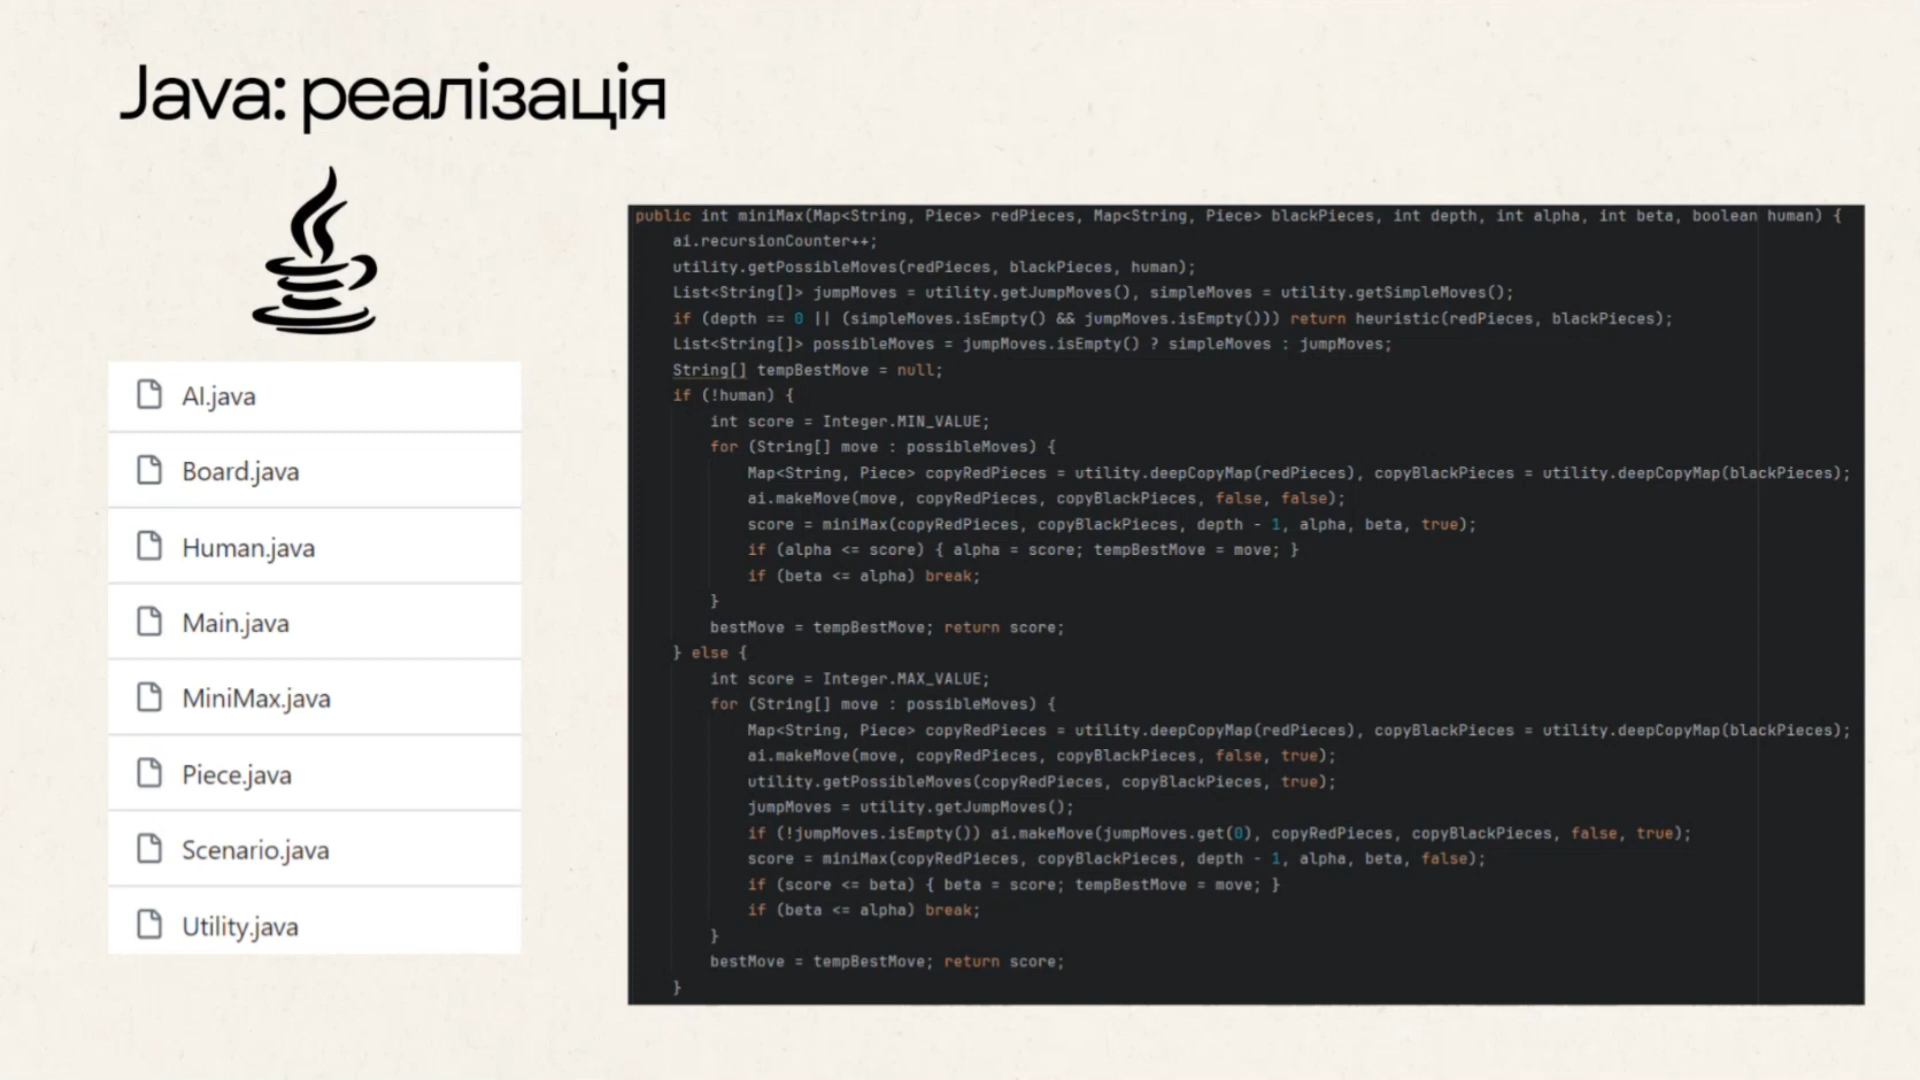 Java: реалізація
AI.java
Board.java
Human.java
Main.java
MiniMax.java
Piece.java
Scenario.java
Utility.java
public int miniMax(Map<String, Piece> redPieces, Map<String, Piece> blackPieces, int depth, int alpha, int beta, boolean human) {
    ai.recursionCounter++;
    utility.getPossibleMoves(redPieces, blackPieces, human);
    List<String[]> jumpMoves = utility.getJumpMoves(), simpleMoves = utility.getSimpleMoves();
    if (depth == 0 || (simpleMoves.isEmpty() && jumpMoves.isEmpty())) return heuristic(redPieces, blackPieces);
    List<String[]> possibleMoves = jumpMoves.isEmpty() ? simpleMoves : jumpMoves;
    String[] tempBestMove = null;
    if (!human) {
        int score = Integer.MIN_VALUE;
        for (String[] move : possibleMoves) {
            Map<String, Piece> copyRedPieces = utility.deepCopyMap(redPieces), copyBlackPieces = utility.deepCopyMap(blackPieces);
            ai.makeMove(move, copyRedPieces, copyBlackPieces, false, false);
            score = miniMax(copyRedPieces, copyBlackPieces, depth - 1, alpha, beta, true);
            if (alpha <= score) { alpha = score; tempBestMove = move; }
            if (beta <= alpha) break;
        }
        bestMove = tempBestMove; return score;
    } else {
        int score = Integer.MAX_VALUE;
        for (String[] move : possibleMoves) {
            Map<String, Piece> copyRedPieces = utility.deepCopyMap(redPieces), copyBlackPieces = utility.deepCopyMap(blackPieces);
            ai.makeMove(move, copyRedPieces, copyBlackPieces, false, true);
            utility.getPossibleMoves(copyRedPieces, copyBlackPieces, true);
            jumpMoves = utility.getJumpMoves();
            if (!jumpMoves.isEmpty()) ai.makeMove(jumpMoves.get(0), copyRedPieces, copyBlackPieces, false, true);
            score = miniMax(copyRedPieces, copyBlackPieces, depth - 1, alpha, beta, false);
            if (score <= beta) { beta = score; tempBestMove = move; }
            if (beta <= alpha) break;
        }
        bestMove = tempBestMove; return score;
    }